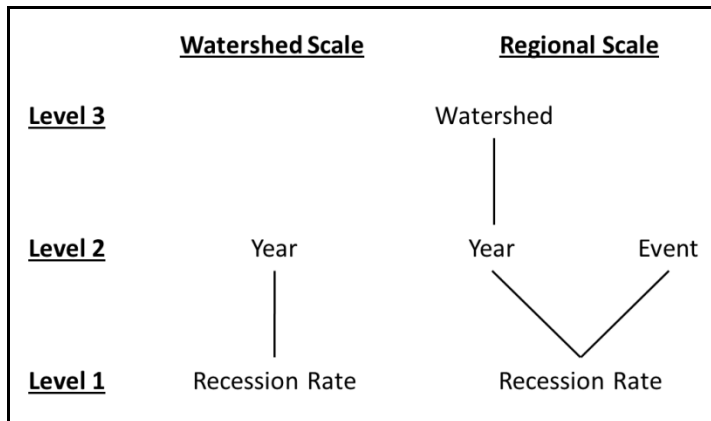 Watershed Scale Regional Scale
Level 3 Watershed
Level 2 Year Year Event
Level 1 Recession Rate Recession Rate